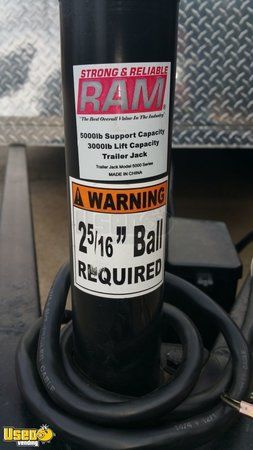 STRONG & RELIABLE
RAM
"The Best Overall Value In The Industry"
5000lb Support Capacity
3000lb Lift Capacity
Trailer Jack
Trailer Jack Model 5000 Series
MADE IN CHINA
WARNING
2 5/16" Ball
REQUIRED
Used
vending